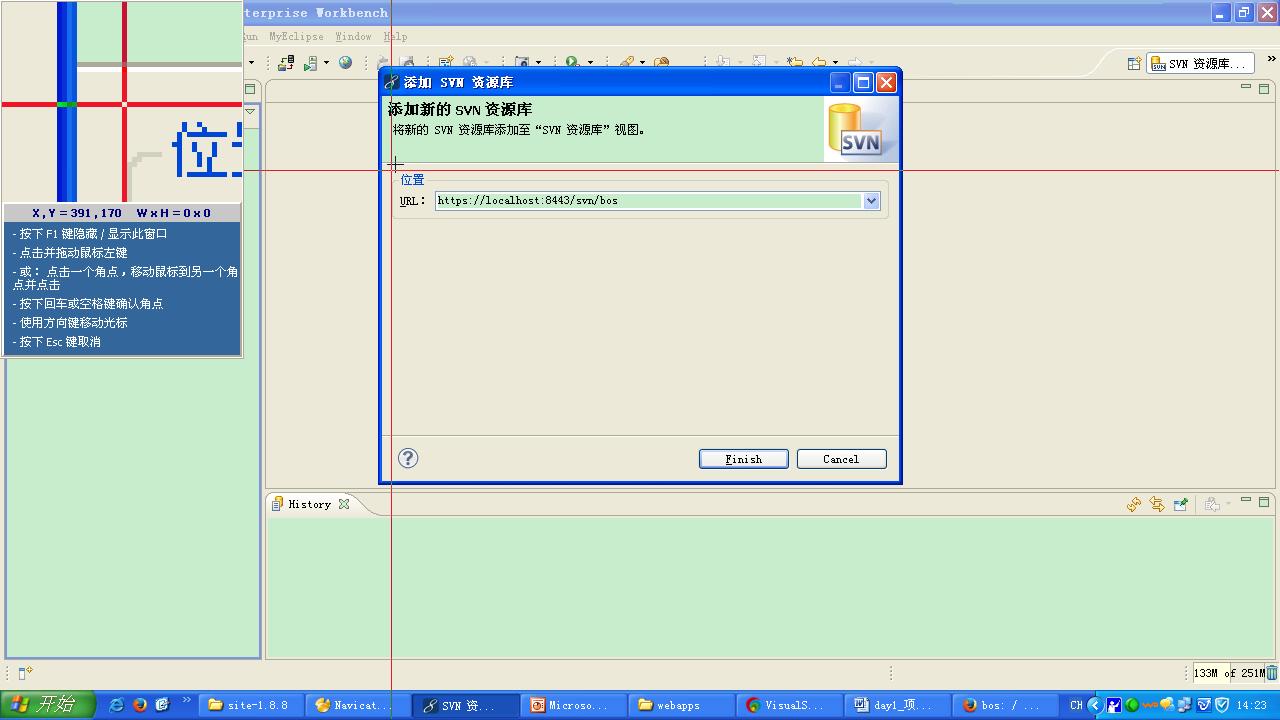 terprise Workbench
un MyEclipse Window Help
SVN 资源库...
»
添加 SVN 资源库
添加新的 SVN 资源库
将新的 SVN 资源库添加至“SVN 资源库”视图。
SVN
位置
URL: https://localhost:8443/svn/bos
Finish Cancel
位
X,Y=391,170 WxH=0x0
- 按下 F1 键隐藏 / 显示此窗口
- 点击并拖动鼠标左键
- 或： 点击一个角点，移动鼠标到另一个角
点并点击
- 按下回车或空格键确认角点
- 使用方向键移动光标
- 按下 Esc 键取消
History
133M of 251M
开始 » site-1.8.8 Navicat... SVN 资... Microso... webapps VisualS... day1_项... bos: / ... CH 14:23